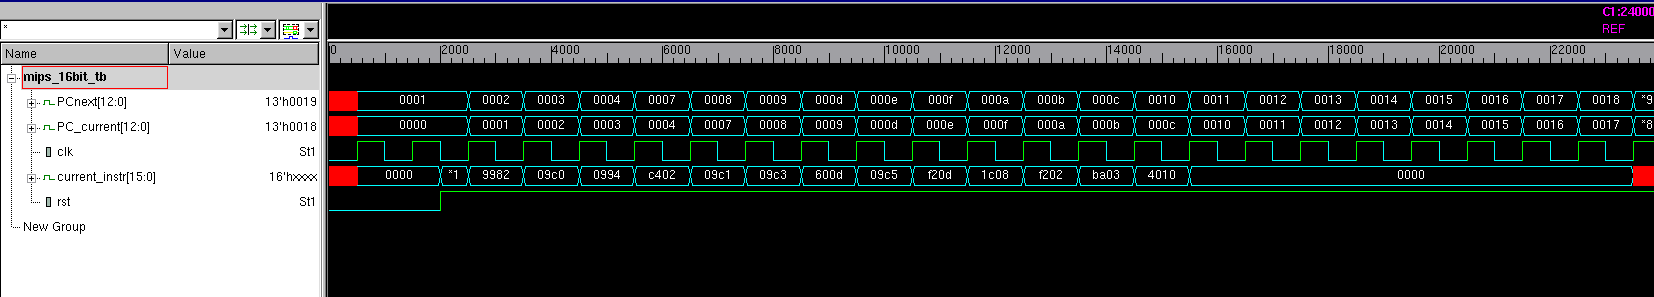 C1:24000
REF
*
Name Value
0 2000 4000 6000 8000 10000 12000 14000 16000 18000 20000 22000
mips_16bit_tb
PCnext[12:0] 13'h0019 0001 0002 0003 0004 0007 0008 0009 000d 000e 000f 000a 000b 000c 0010 0011 0012 0013 0014 0015 0016 0017 0018 *9
PC_current[12:0] 13'h0018 0000 0001 0002 0003 0004 0007 0008 0009 000d 000e 000f 000a 000b 000c 0010 0011 0012 0013 0014 0015 0016 0017 *8
clk St1
current_instr[15:0] 16'hxxxx 0000 *1 9982 09c0 0994 c402 09c1 09c3 600d 09c5 f20d 1c08 f202 ba03 4010 0000
rst St1
New Group